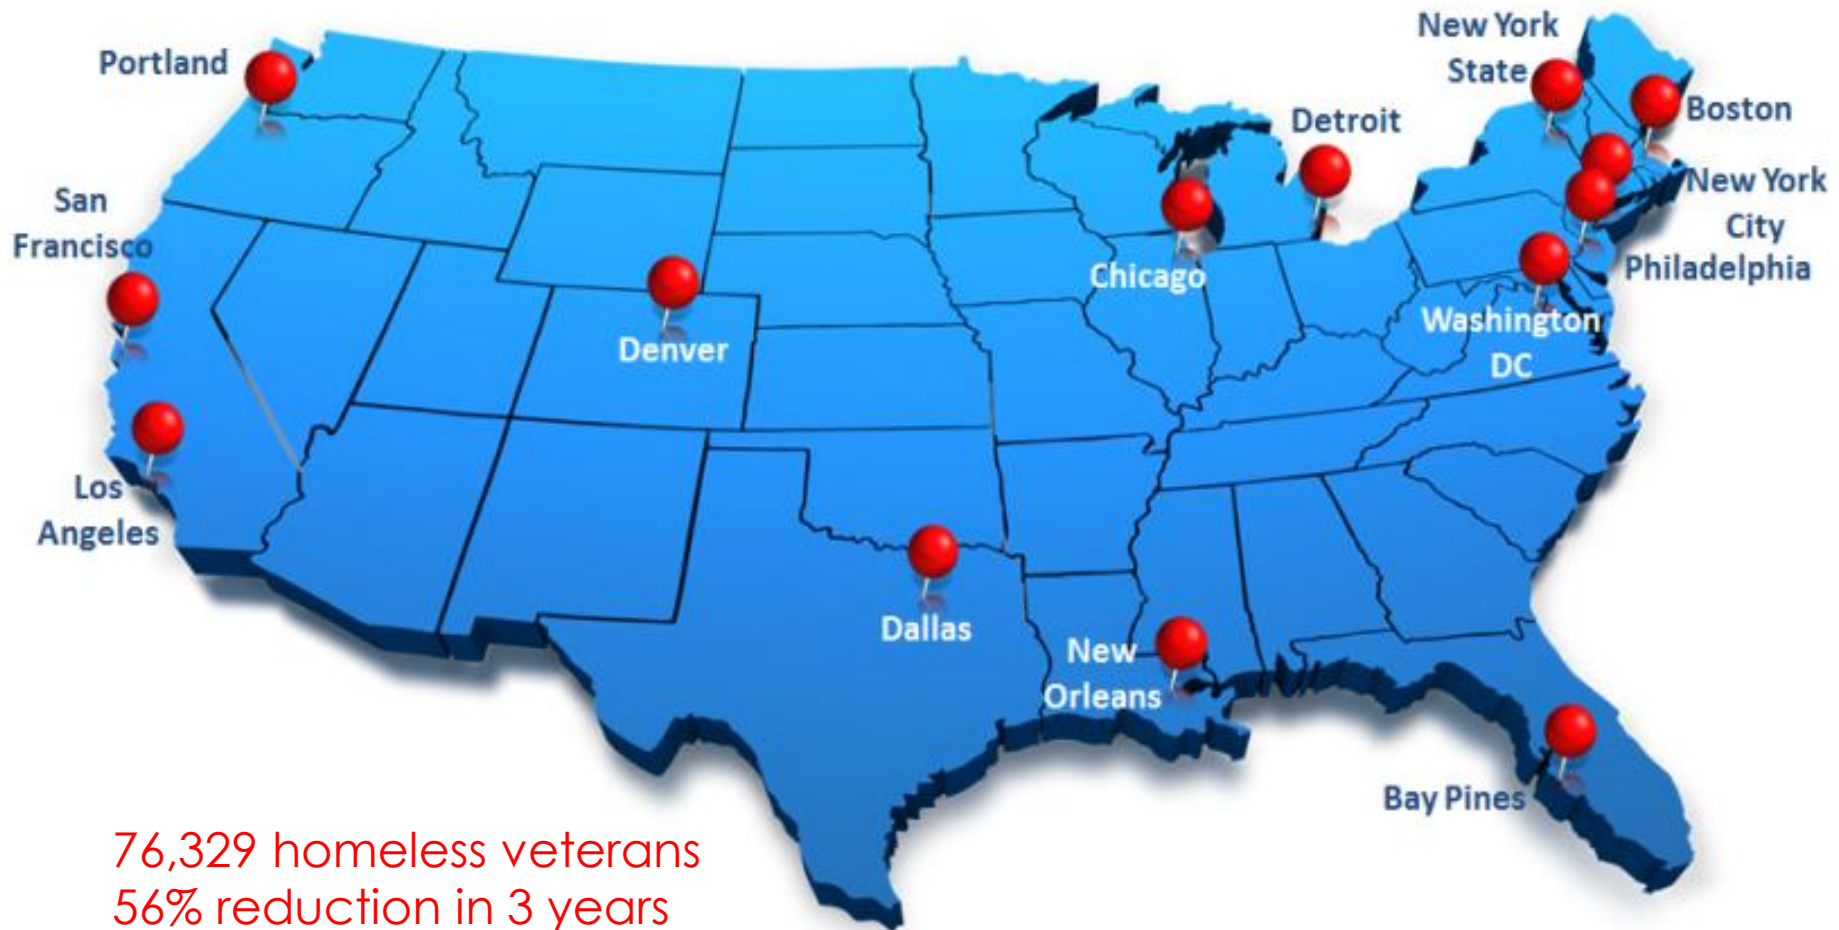 New York
State
Portland
Boston
Detroit
New York
City
San
Francisco
Philadelphia
Chicago
Washington
DC
Denver
Los
Angeles
Dallas
New
Orleans
Bay Pines
76,329 homeless veterans
56% reduction in 3 years